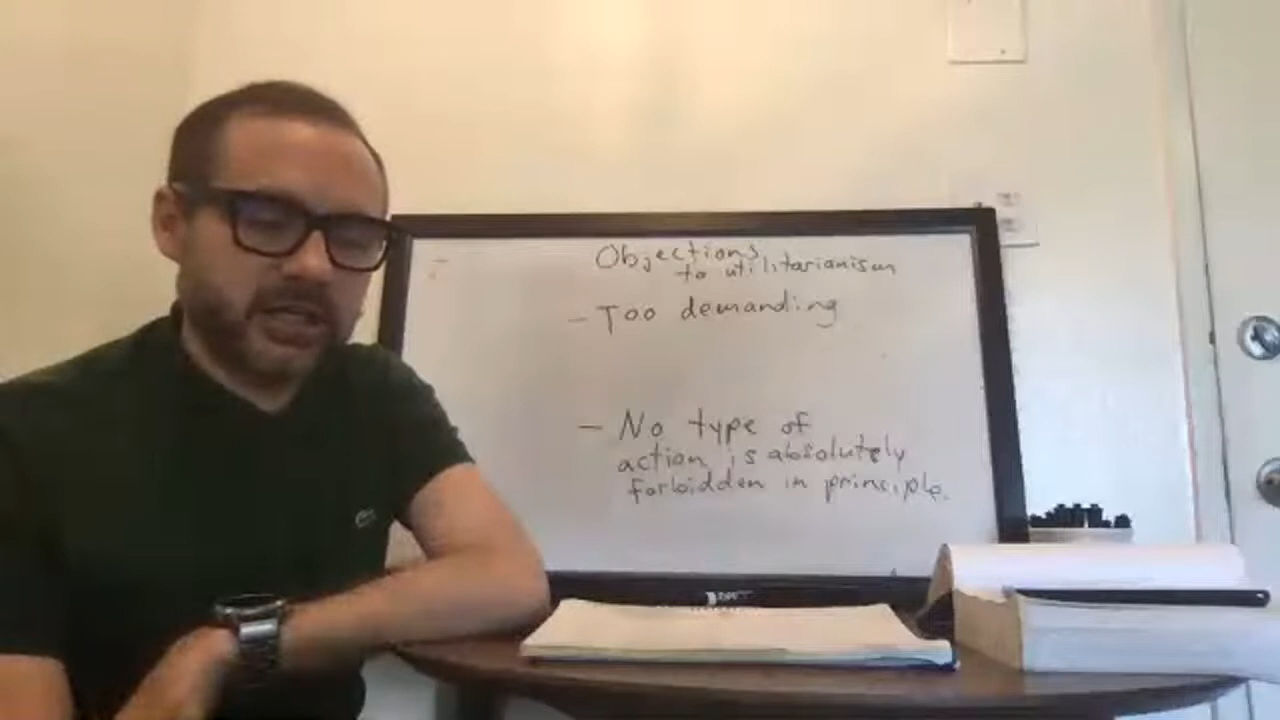 Objections
to utilitarianism
- Too demanding
- No type of
action is absolutely
forbidden in principle.